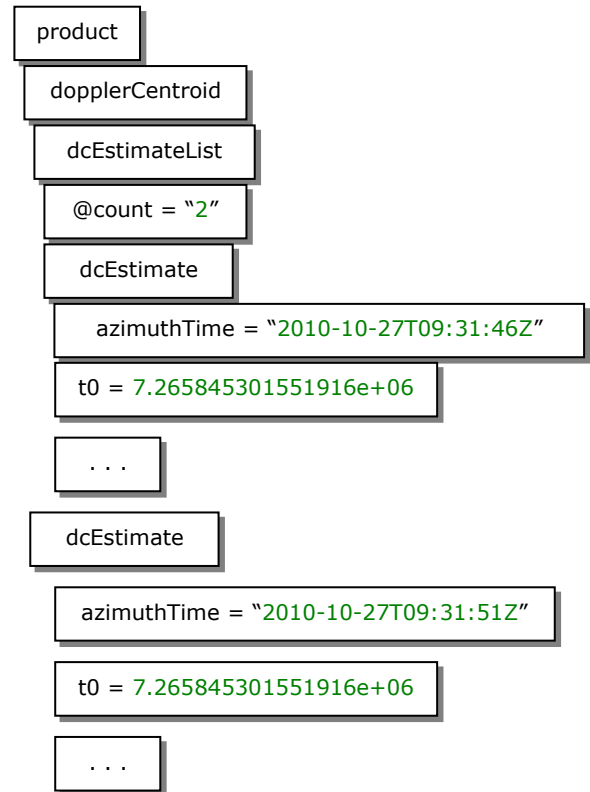 product
dopplerCentroid
dcEstimateList
@count = “2”
dcEstimate
azimuthTime = “2010-10-27T09:31:46Z”
t0 = 7.265845301551916e+06
. . .
dcEstimate
azimuthTime = “2010-10-27T09:31:51Z”
t0 = 7.265845301551916e+06
. . .